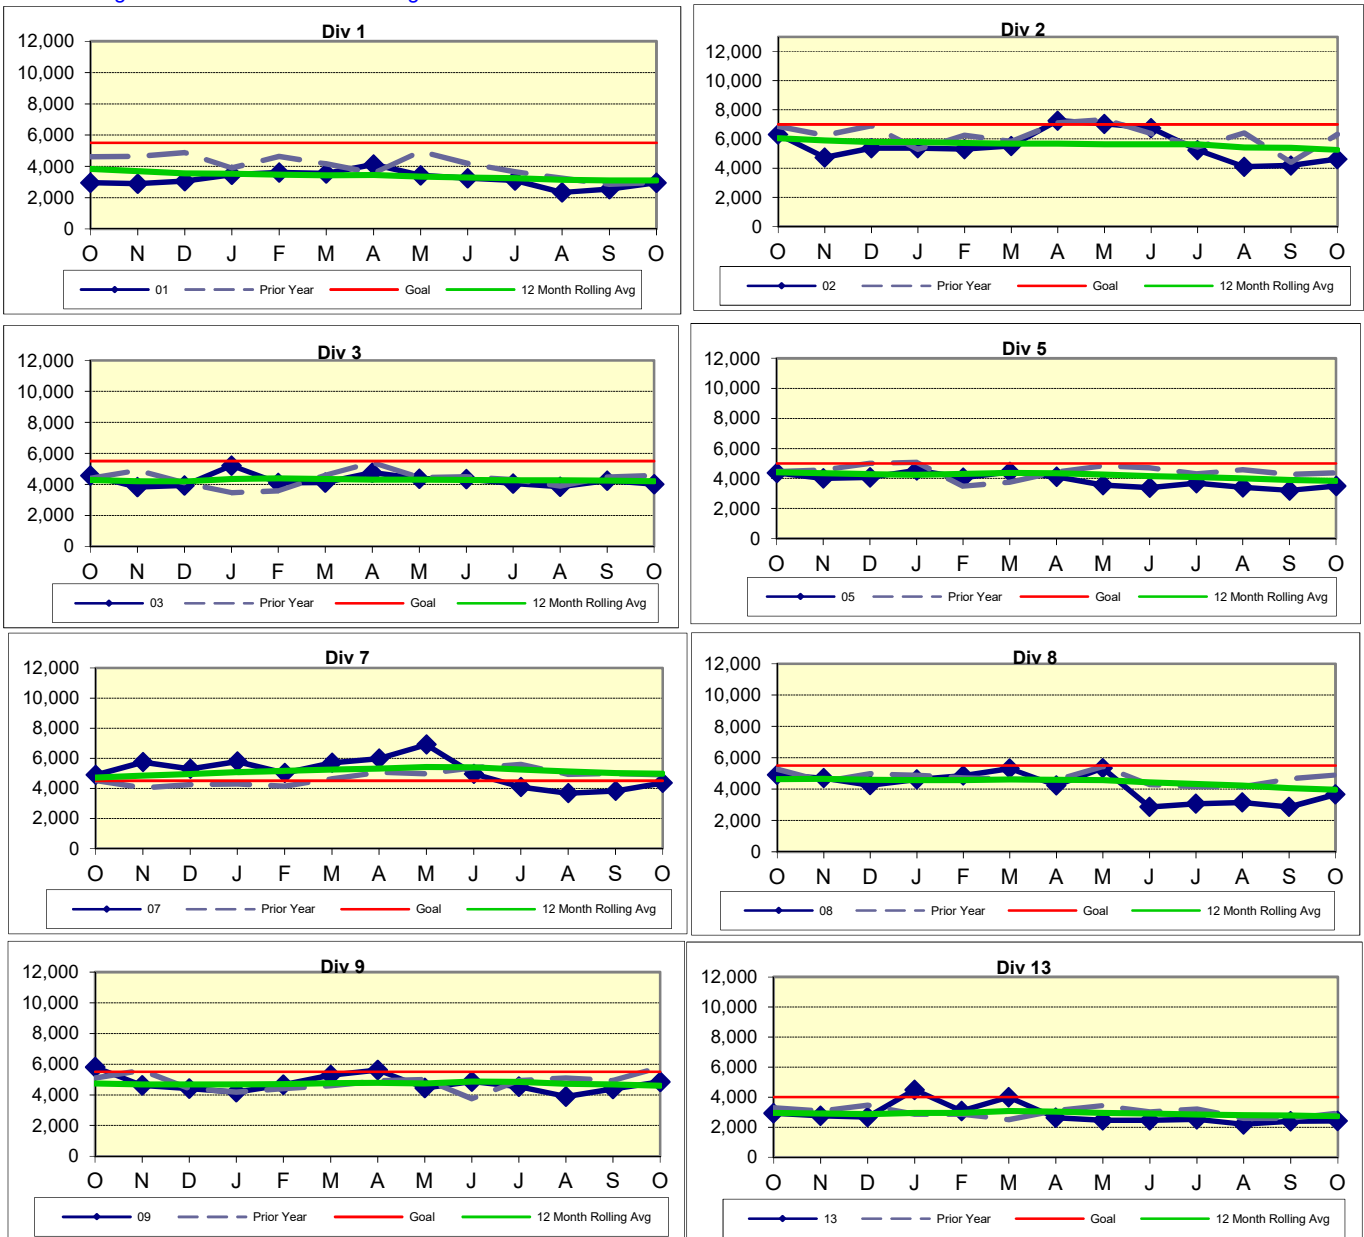 Div 1
12,000
10,000
8,000
6,000
4,000
2,000
0
O N D J F M A M J J A S O
01 Prior Year Goal 12 Month Rolling Avg
Div 2
12,000
10,000
8,000
6,000
4,000
2,000
0
O N D J F M A M J J A S O
02 Prior Year Goal 12 Month Rolling Avg
Div 3
12,000
10,000
8,000
6,000
4,000
2,000
0
O N D J F M A M J J A S O
03 Prior Year Goal 12 Month Rolling Avg
Div 5
12,000
10,000
8,000
6,000
4,000
2,000
0
O N D J F M A M J J A S O
05 Prior Year Goal 12 Month Rolling Avg
Div 7
12,000
10,000
8,000
6,000
4,000
2,000
0
O N D J F M A M J J A S O
07 Prior Year Goal 12 Month Rolling Avg
Div 8
12,000
10,000
8,000
6,000
4,000
2,000
0
O N D J F M A M J J A S O
08 Prior Year Goal 12 Month Rolling Avg
Div 9
12,000
10,000
8,000
6,000
4,000
2,000
0
O N D J F M A M J J A S O
09 Prior Year Goal 12 Month Rolling Avg
Div 13
12,000
10,000
8,000
6,000
4,000
2,000
0
O N D J F M A M J J A S O
13 Prior Year Goal 12 Month Rolling Avg